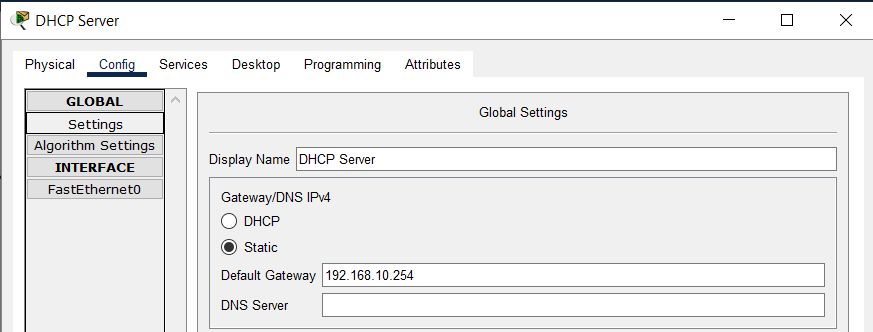 DHCP Server
Physical Config Services Desktop Programming Attributes
GLOBAL
Settings
Algorithm Settings
INTERFACE
FastEthernet0
Global Settings
Display Name DHCP Server
Gateway/DNS IPv4
DHCP
Static
Default Gateway 192.168.10.254
DNS Server